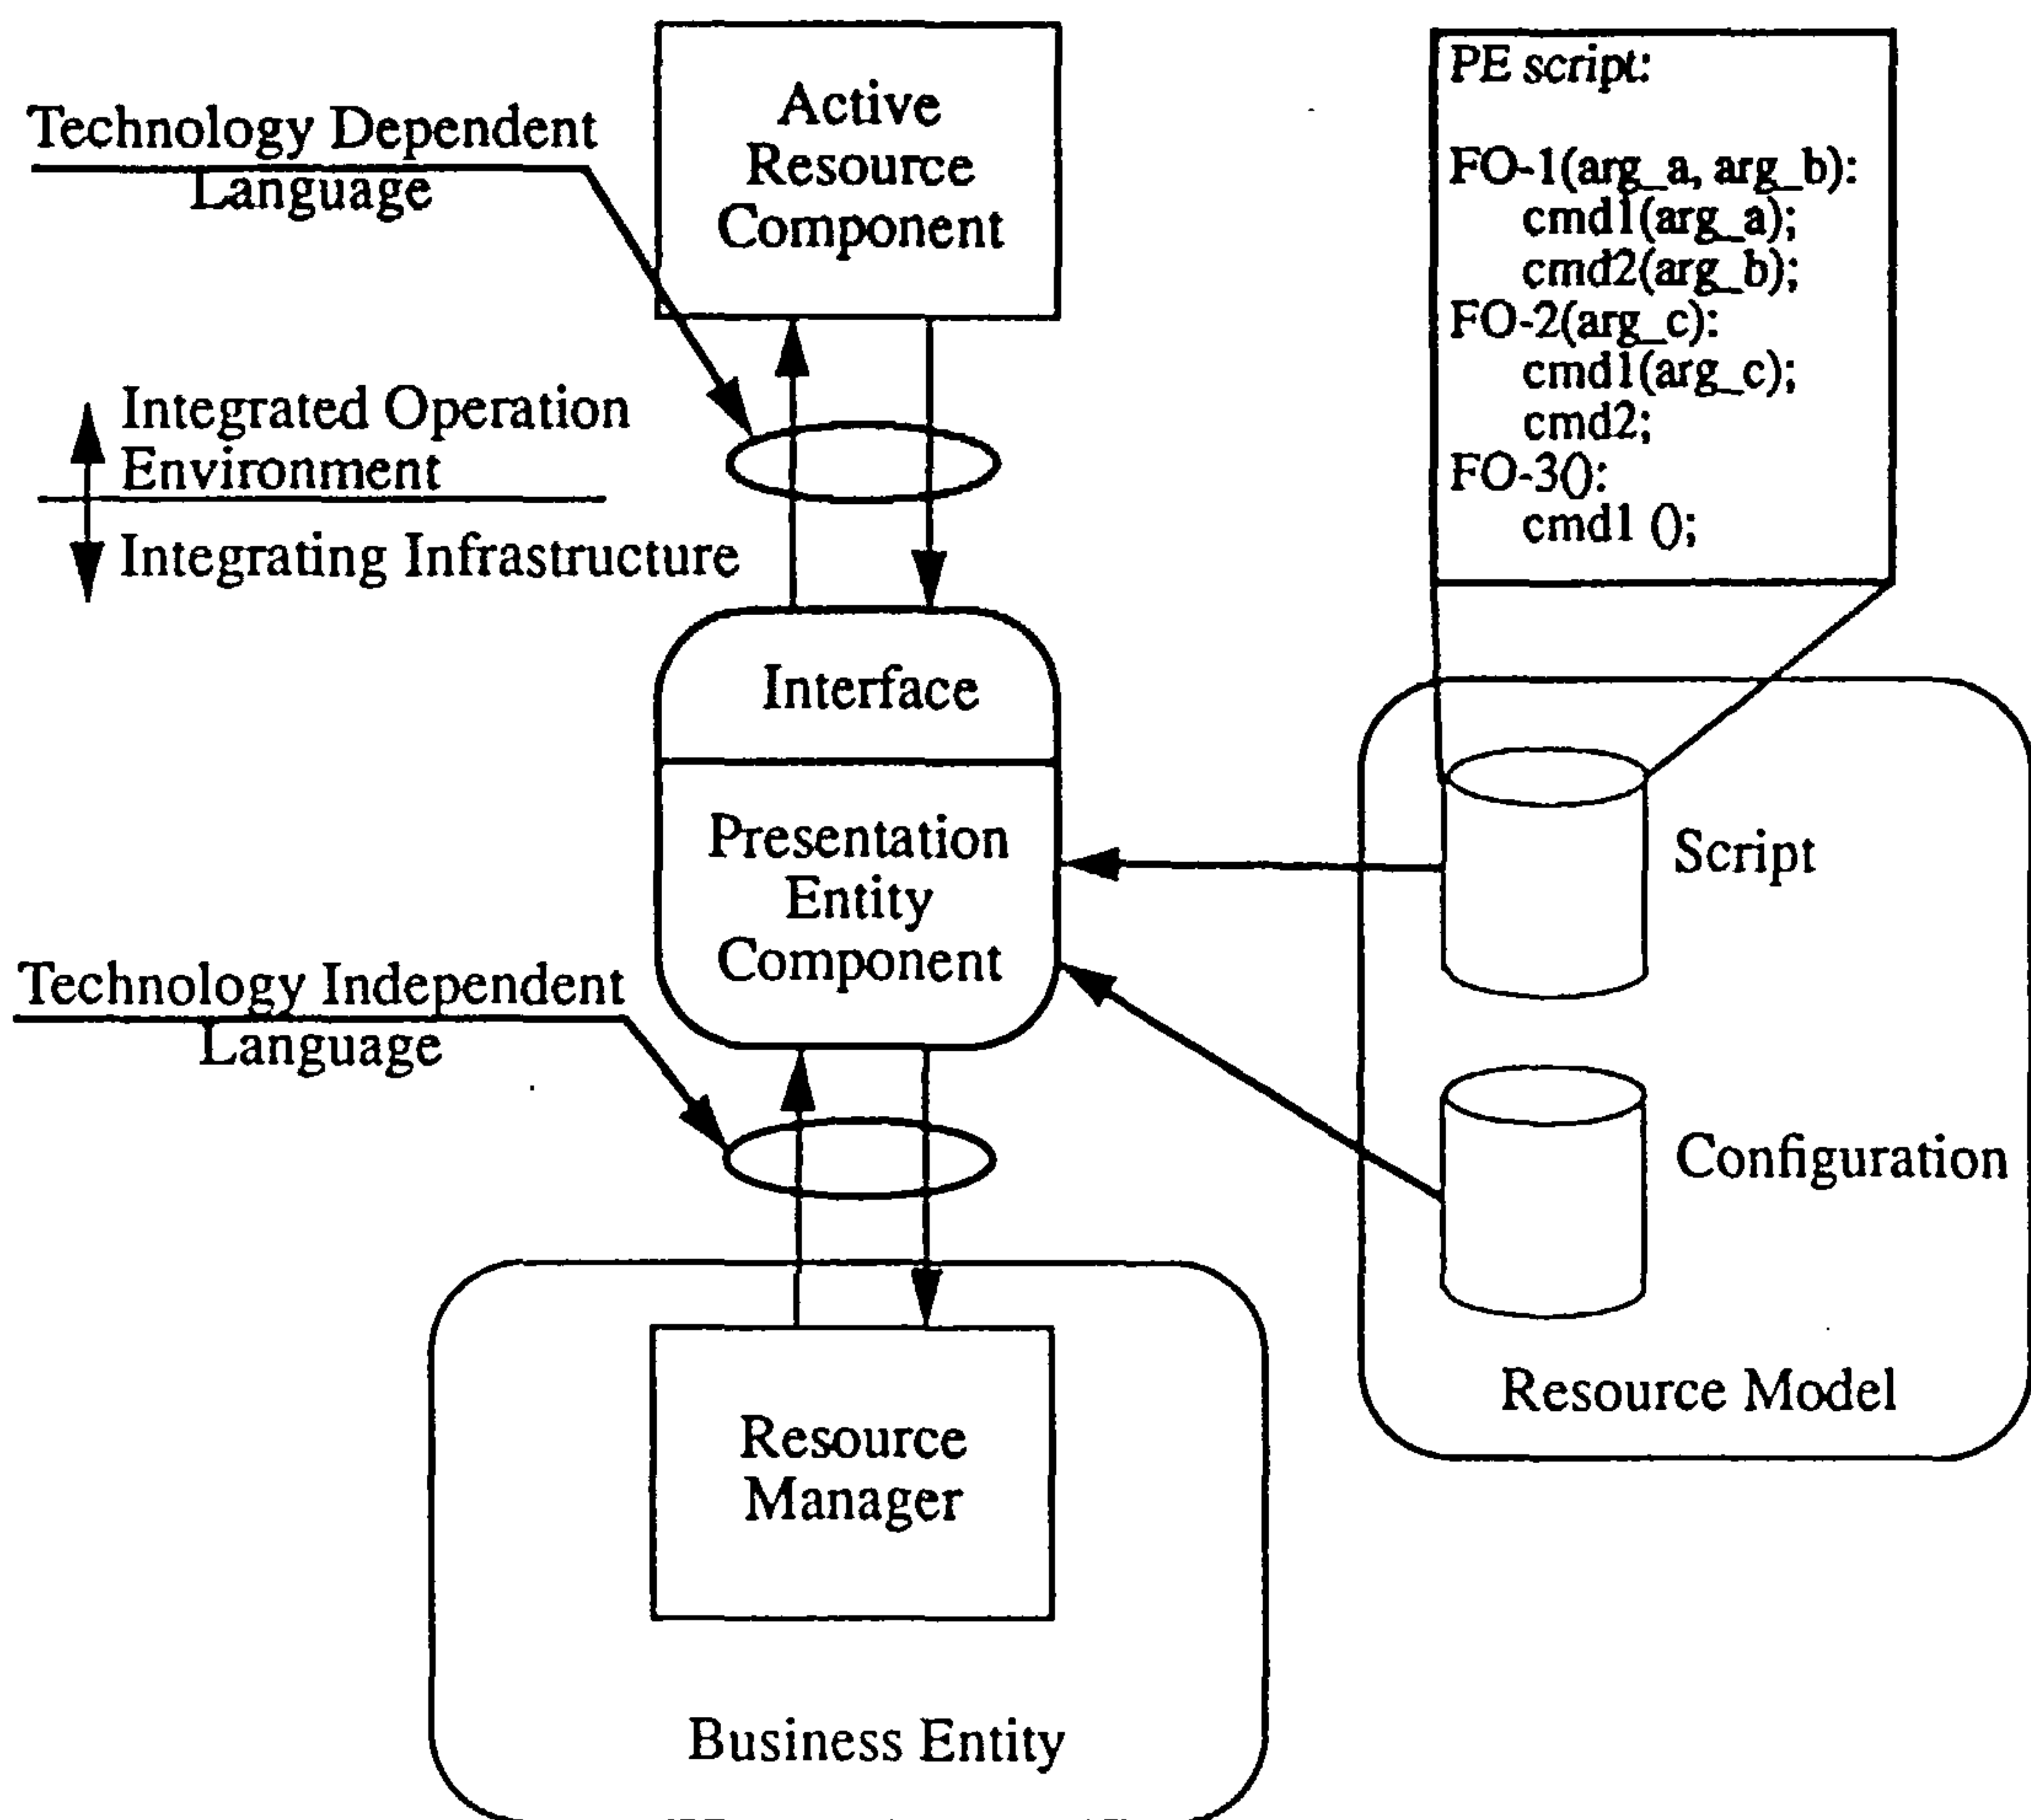 Active
Resource
Component
Technology Dependent
Language
Integrated Operation
Environment
Integrating Infrastructure
PE script:
FO-1(arg_a, arg_b):
cmd1(arg_a);
cmd2(arg_b);
FO-2(arg_c):
cmd1(arg_c);
cmd2;
FO-3():
cmd1 ();
Interface
Presentation
Entity
Component
Technology Independent
Language
Script
Configuration
Resource Model
Resource
Manager
Business Entity